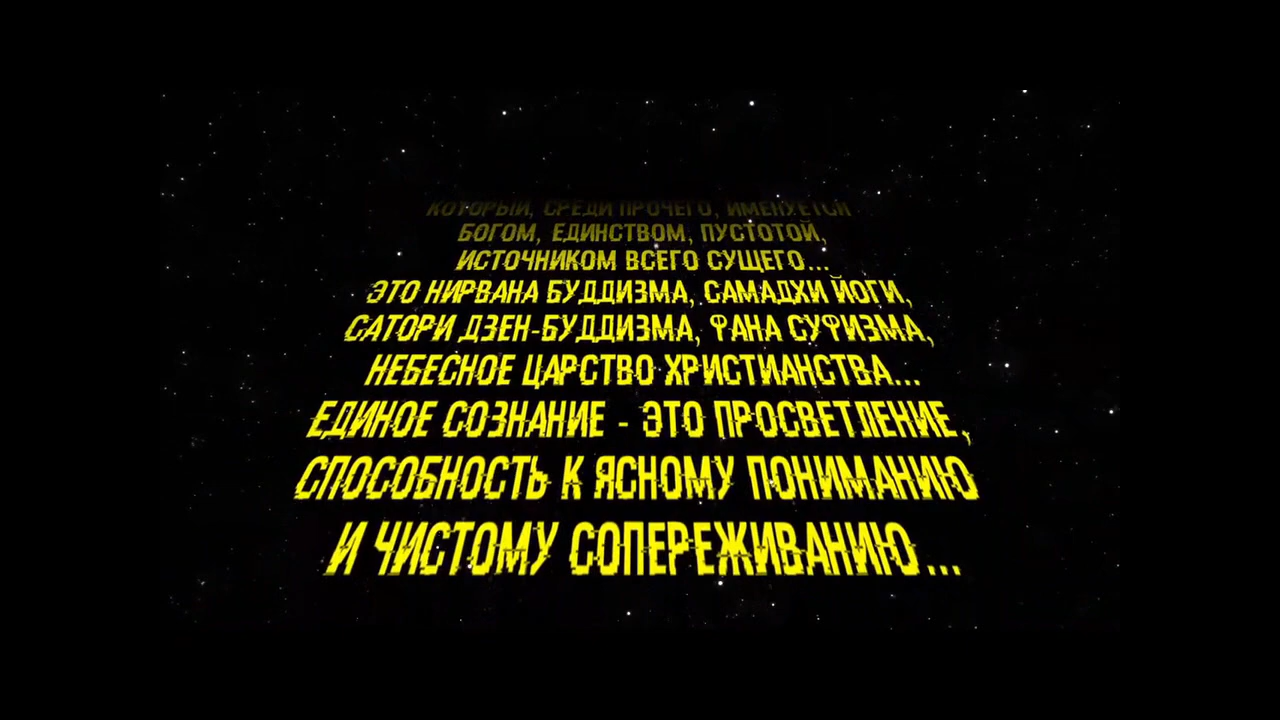 КОТОРЫЙ, СРЕДИ ПРОЧЕГО, ИМЕНУЕТСЯ
БОГОМ, ЕДИНСТВОМ, ПУСТОТОЙ,
ИСТОЧНИКОМ ВСЕГО СУЩЕГО...
ЭТО НИРВАНА БУДДИЗМА, САМАДХИ ЙОГИ,
САТОРИ ДЗЕН-БУДДИЗМА, ФАНА СУФИЗМА,
НЕБЕСНОЕ ЦАРСТВО ХРИСТИАНСТВА...
ЕДИНОЕ СОЗНАНИЕ - ЭТО ПРОСВЕТЛЕНИЕ,
СПОСОБНОСТЬ К ЯСНОМУ ПОНИМАНИЮ
И ЧИСТОМУ СОПЕРЕЖИВАНИЮ...